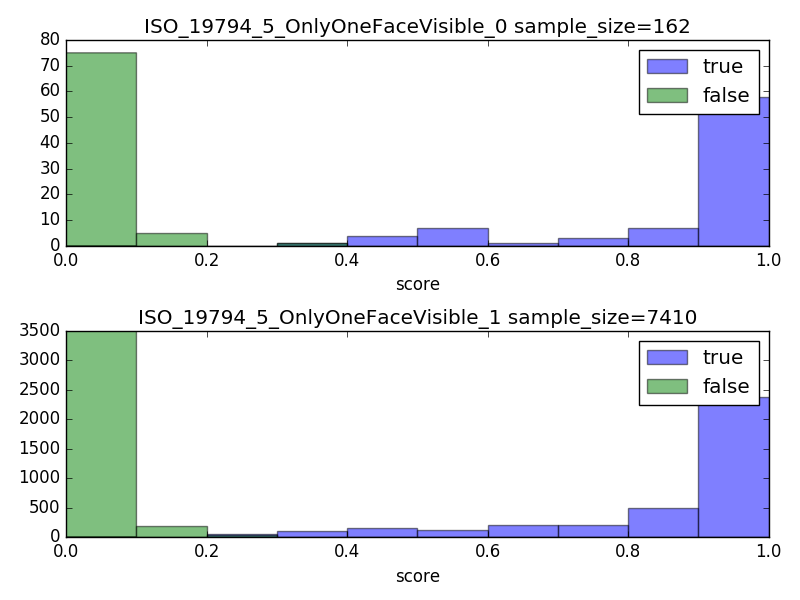 ISO_19794_5_OnlyOneFaceVisible_0 sample_size=162
80
70
60
50
40
30
20
10
0
true
false
0.0 0.2 0.4 0.6 0.8 1.0
score
ISO_19794_5_OnlyOneFaceVisible_1 sample_size=7410
3500
3000
2500
2000
1500
1000
500
0
true
false
0.0 0.2 0.4 0.6 0.8 1.0
score